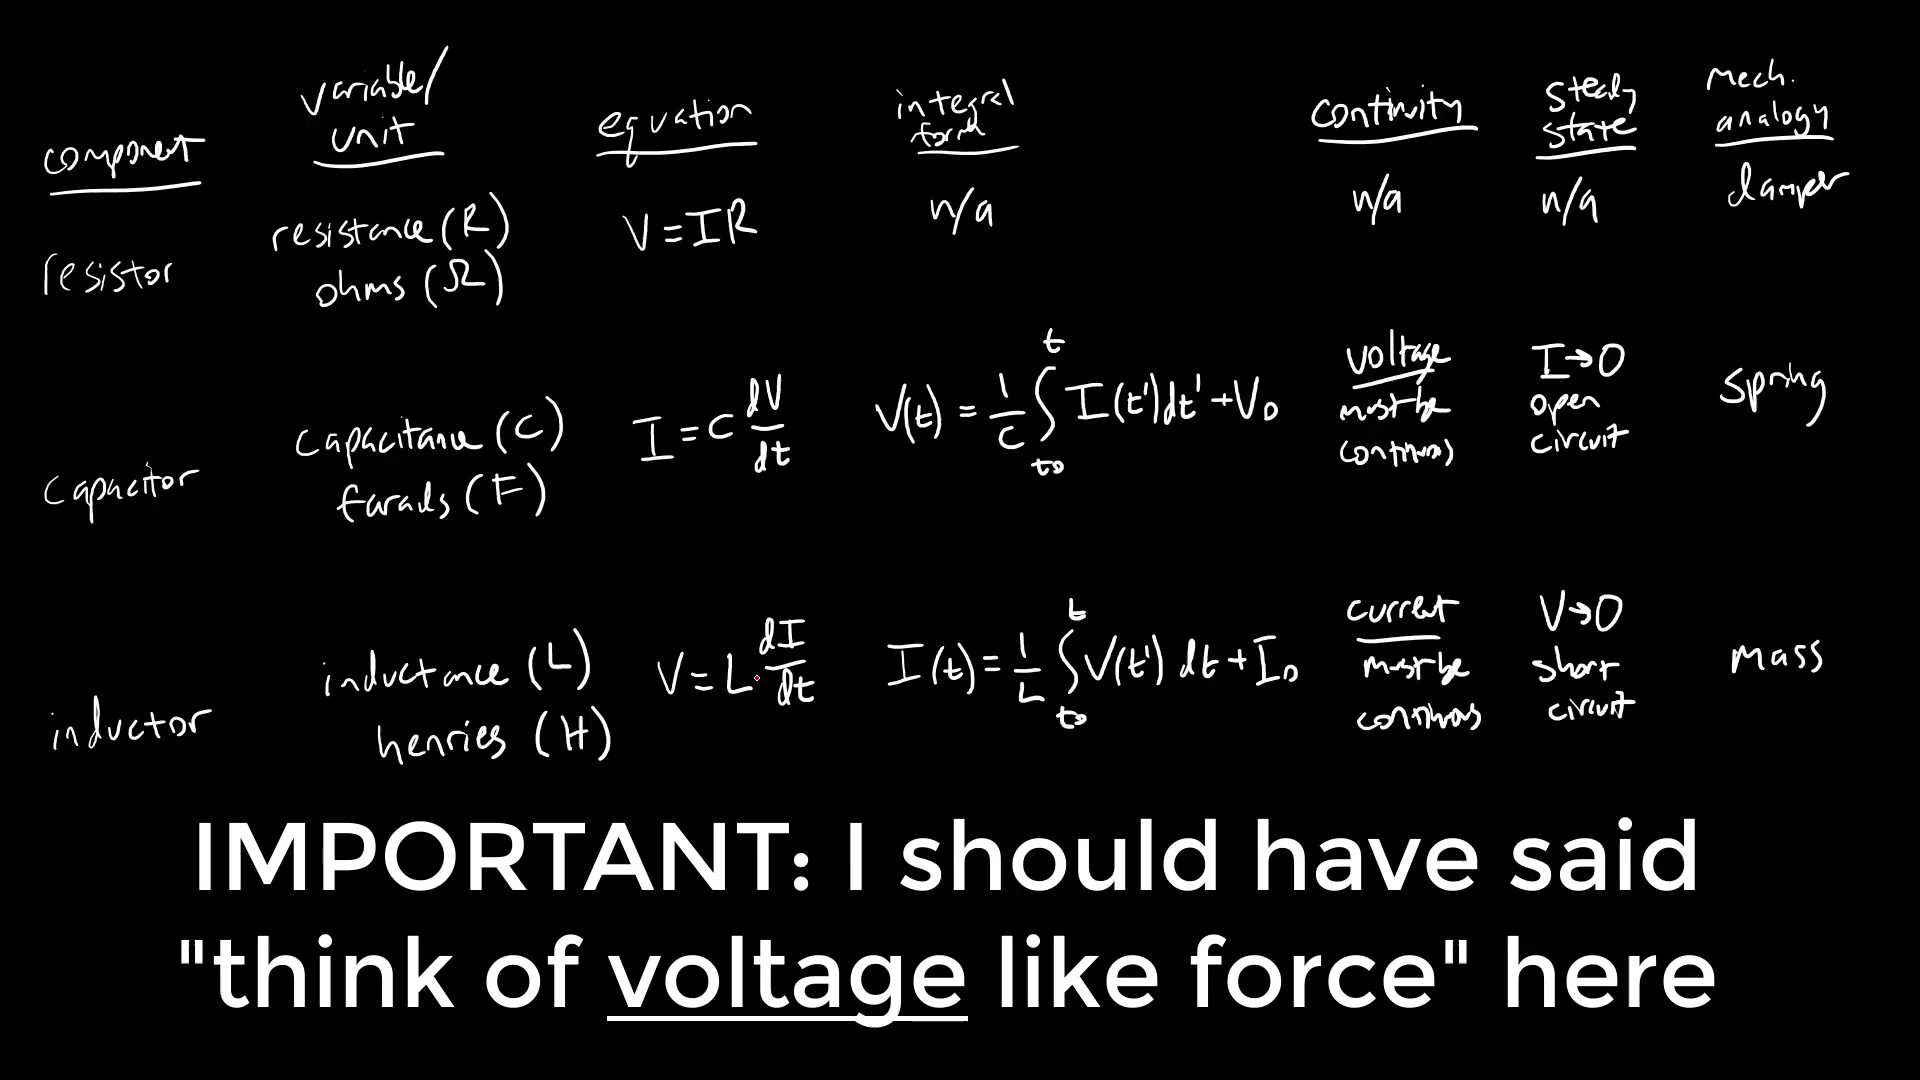 component
variable/
unit
equation
integral
form
continuity
steady
state
mech.
analogy
resistor
resistance (R)
ohms (Ω)
V = IR
n/a
n/a
n/a
damper
capacitor
capacitance (C)
farads (F)
I = C dV/dt
V(t) = 1/C ∫_{t0}^{t} I(t')dt' + V0
voltage
must be
continuous
I→0
open
circuit
spring
inductor
inductance (L)
henries (H)
V = L dI/dt
I(t) = 1/L ∫_{t0}^{t} V(t') dt + I0
current
must be
continuous
V→0
short
circuit
mass
IMPORTANT: I should have said
"think of voltage like force" here